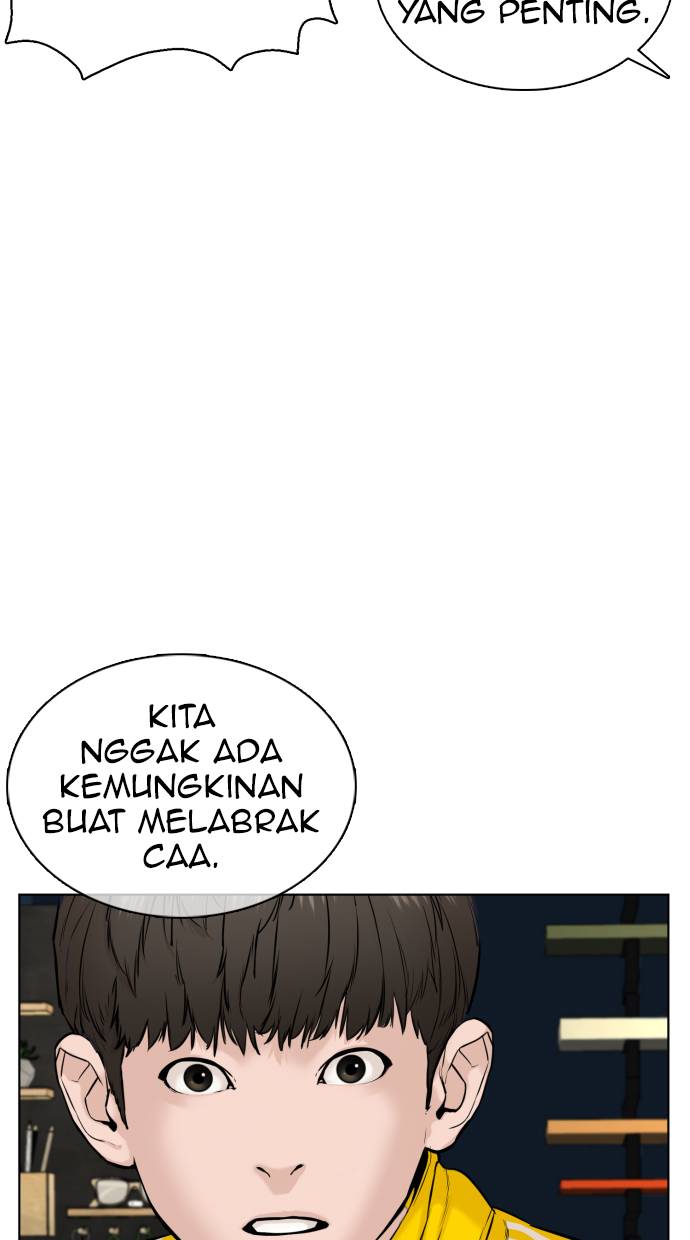 YANG PENTING.
KITA
NGGAK ADA
KEMUNGKINAN
BUAT MELABRAK
CAA.